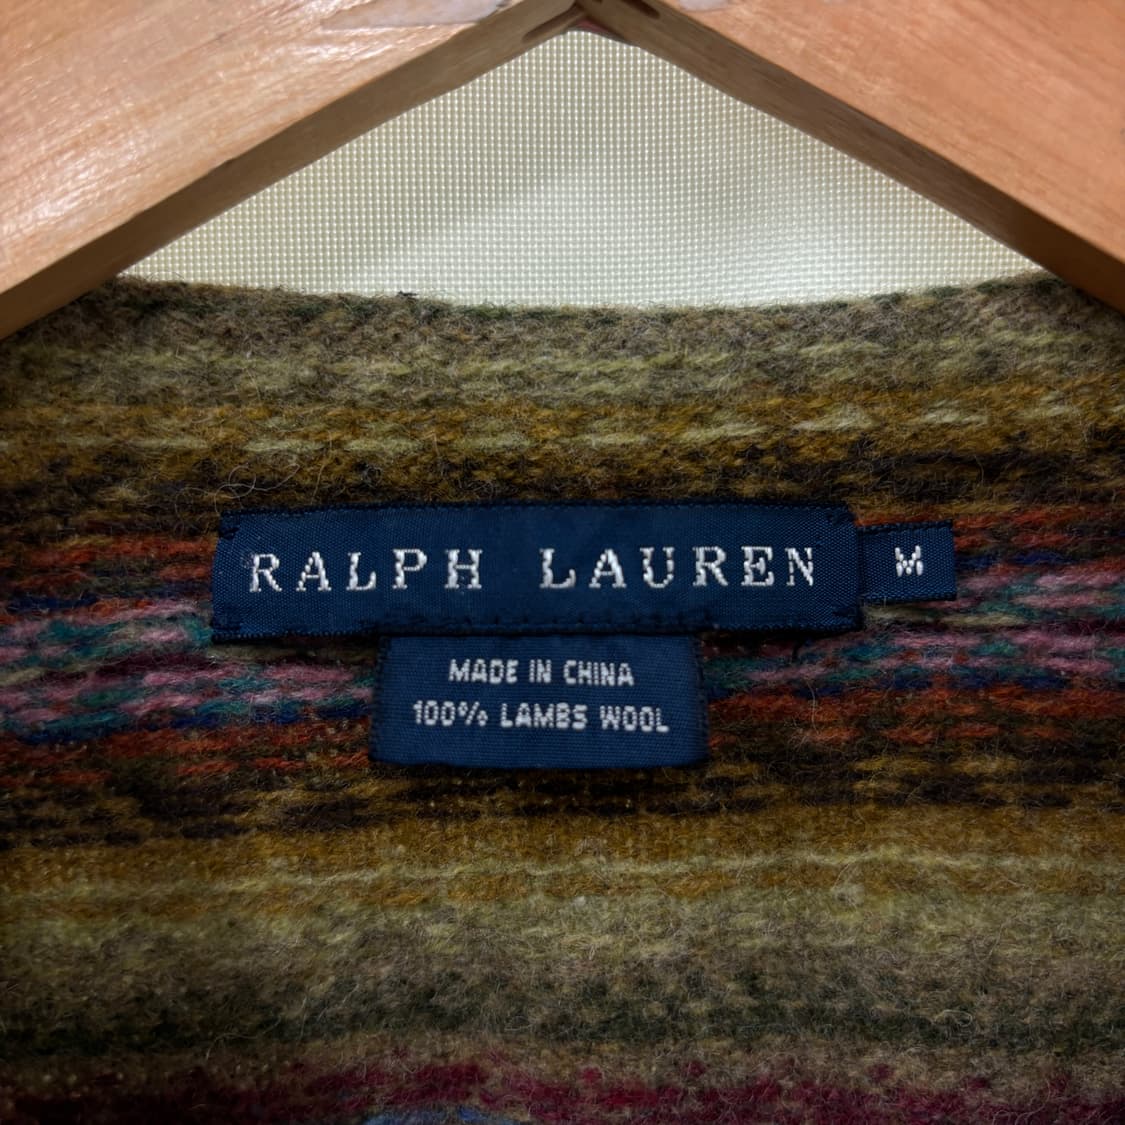 RALPH LAUREN M
MADE IN CHINA
100% LAMBS WOOL